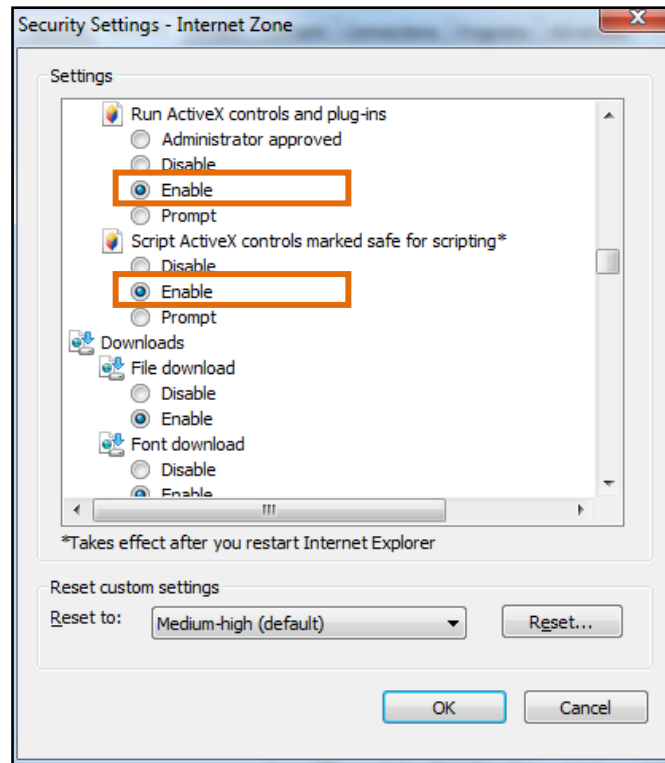 Security Settings - Internet Zone
Settings
Run ActiveX controls and plug-ins
Administrator approved
Disable
Enable
Prompt
Script ActiveX controls marked safe for scripting*
Disable
Enable
Prompt
Downloads
File download
Disable
Enable
Font download
Disable
Enable
*Takes effect after you restart Internet Explorer
Reset custom settings
Reset to:
Medium-high (default)
Reset...
OK
Cancel